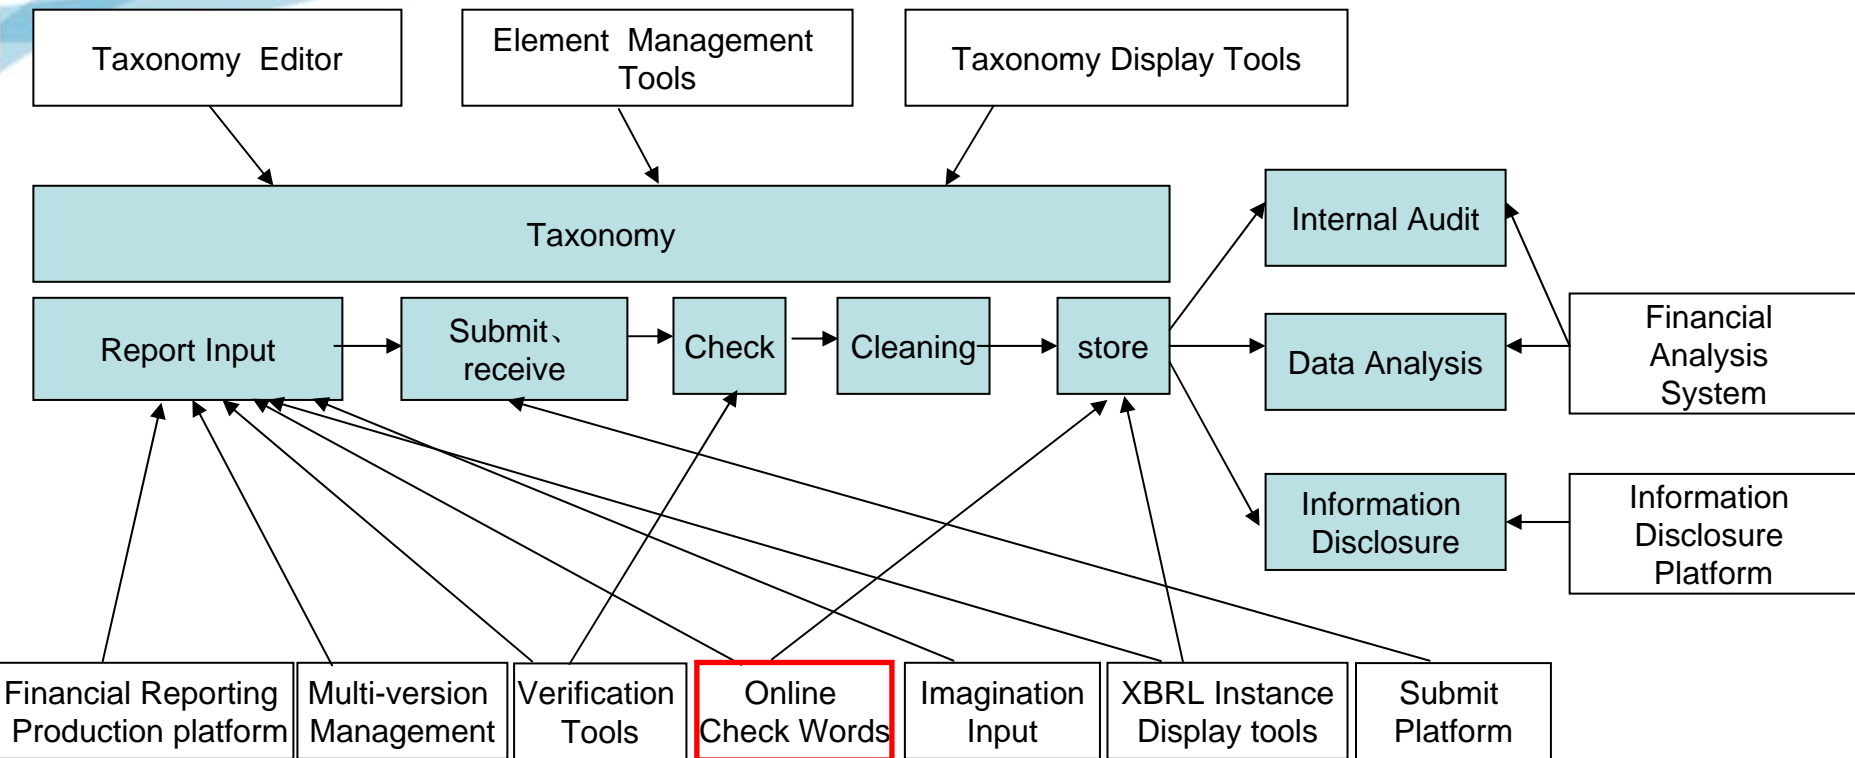 Taxonomy Editor
Element Management
Tools
Taxonomy Display Tools
Taxonomy
Internal Audit
Report Input
Submit、
receive
Check
Cleaning
store
Data Analysis
Financial
Analysis
System
Information
Disclosure
Information
Disclosure
Platform
Financial Reporting
Production platform
Multi-version
Management
Verification
Tools
Online
Check Words
Imagination
Input
XBRL Instance
Display tools
Submit
Platform